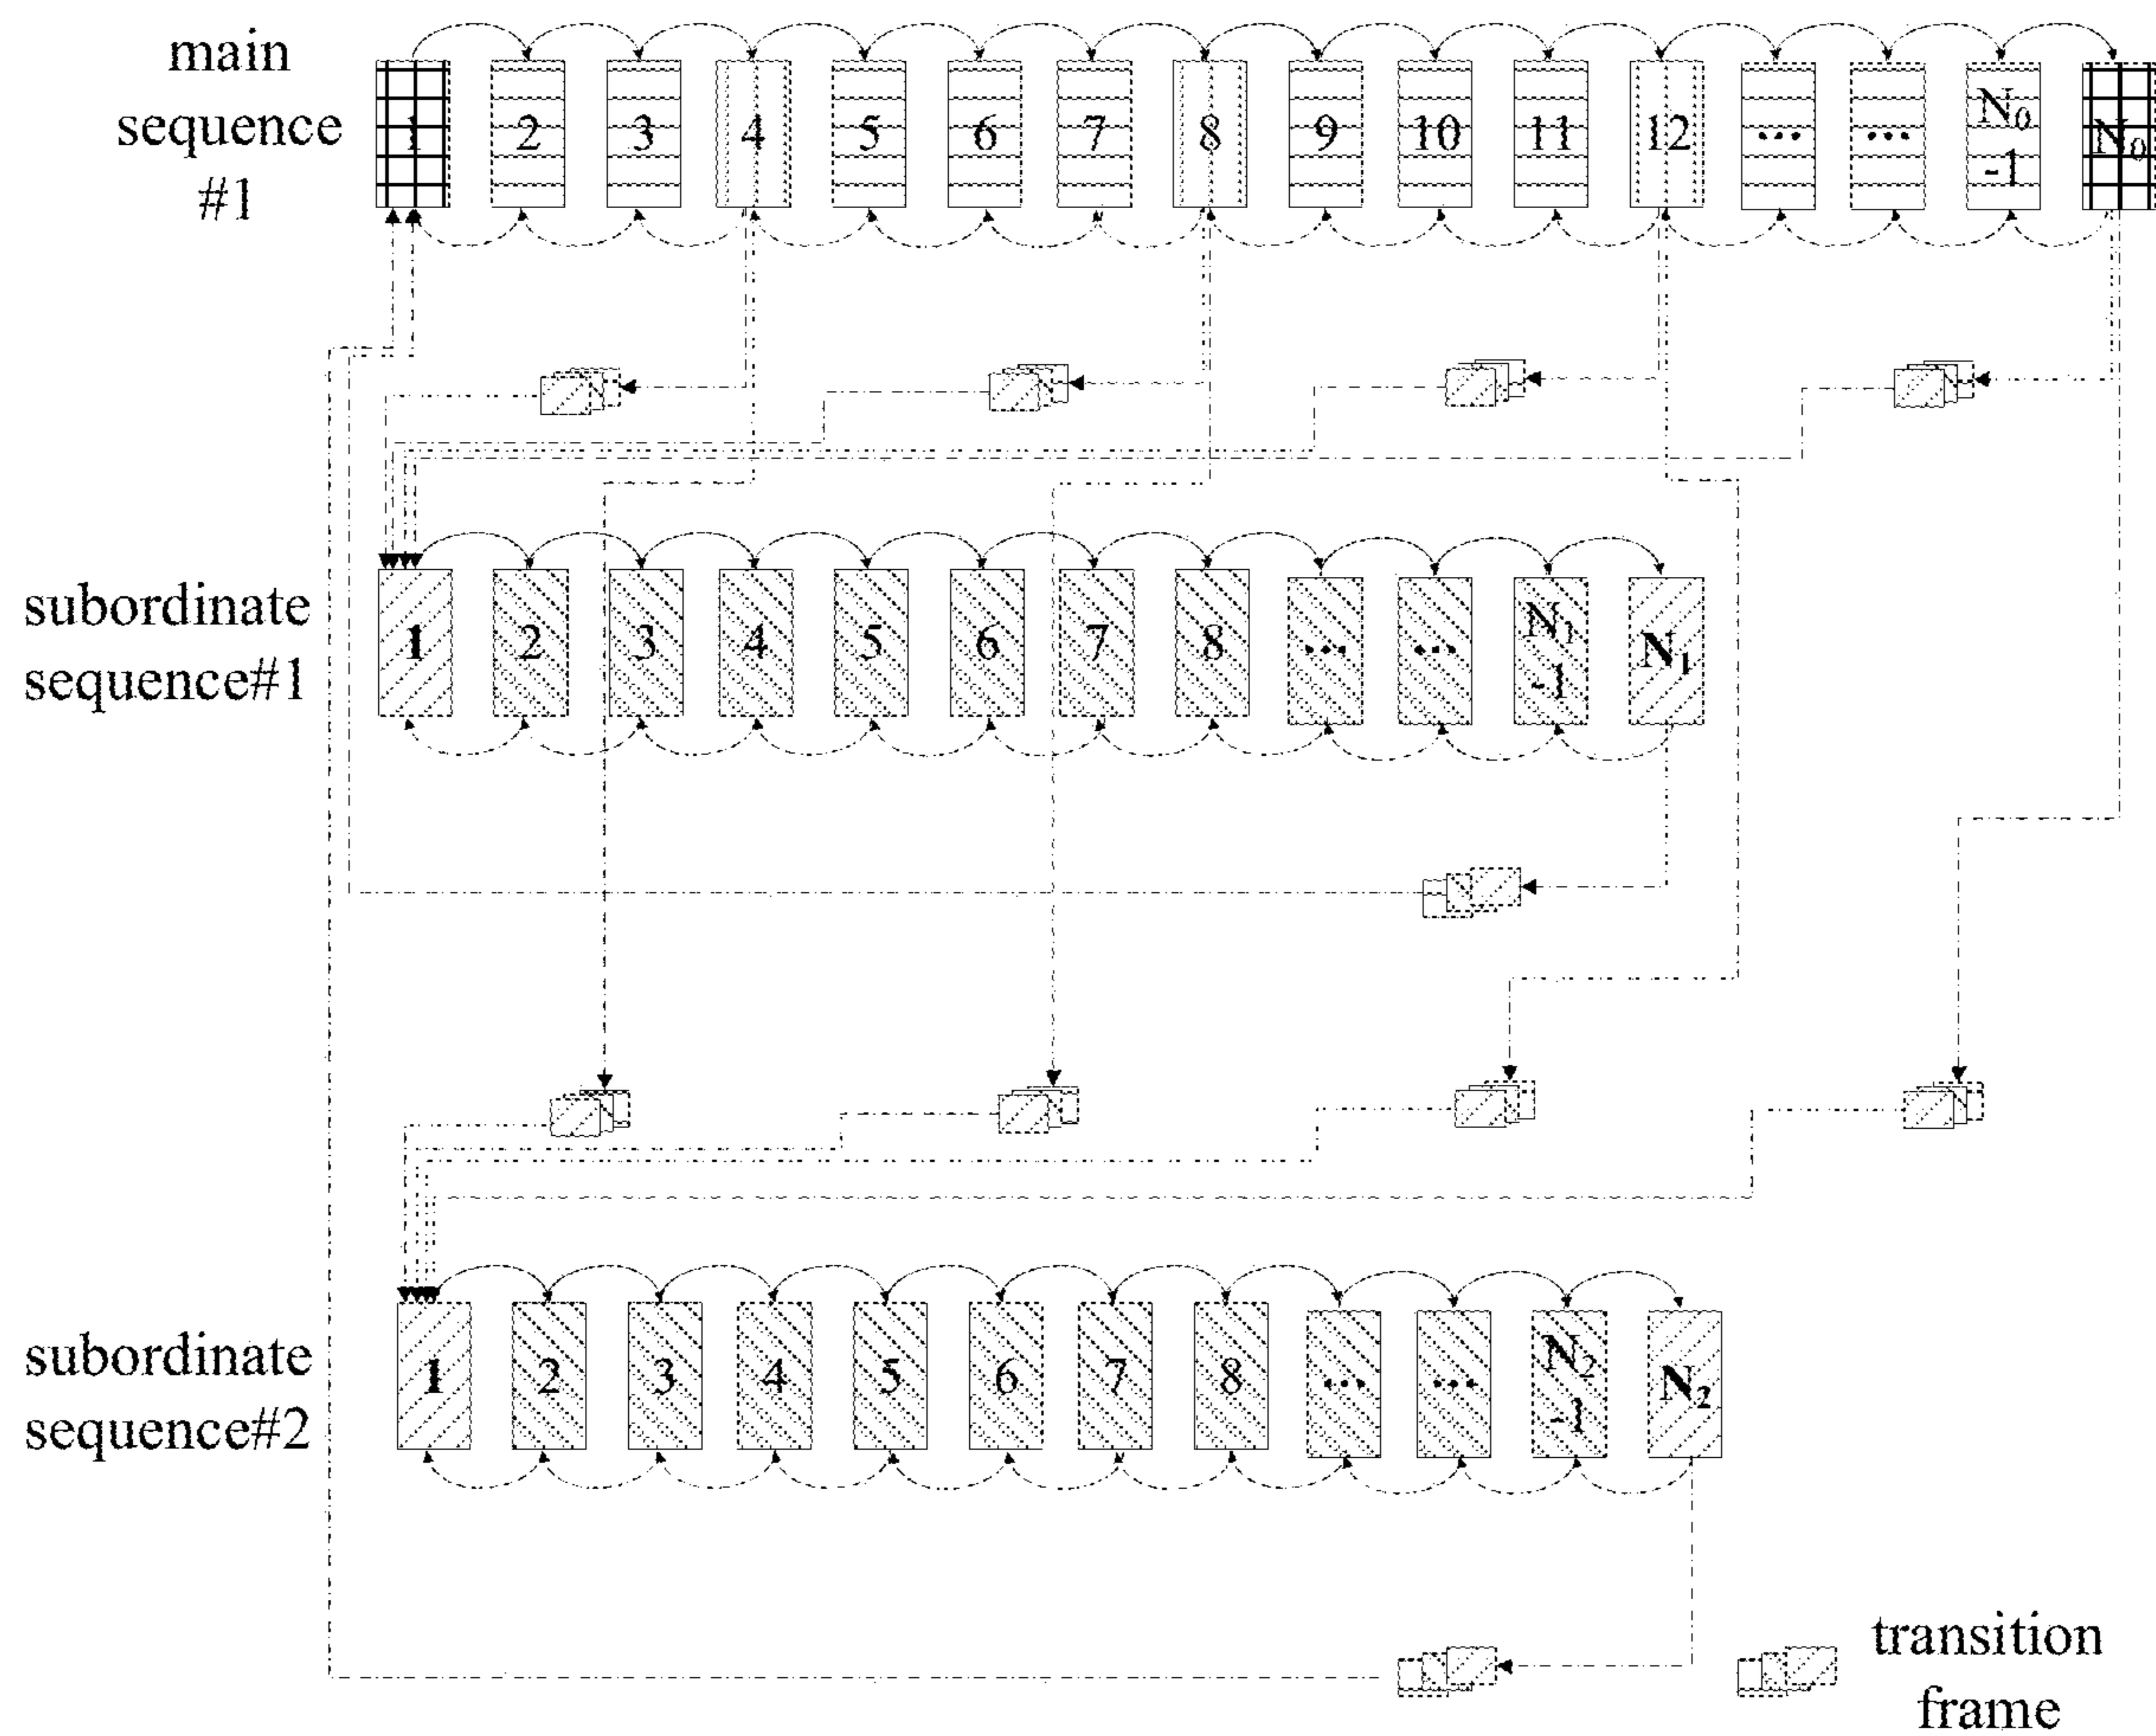 main
sequence
#1
1 2 3 4 5 6 7 8 9 10 11 12 ... ... N₀-1 N₀
subordinate
sequence#1
1 2 3 4 5 6 7 8 ... ... N₁-1 N₁
subordinate
sequence#2
1 2 3 4 5 6 7 8 ... ... N₂-1 N₂
transition
frame